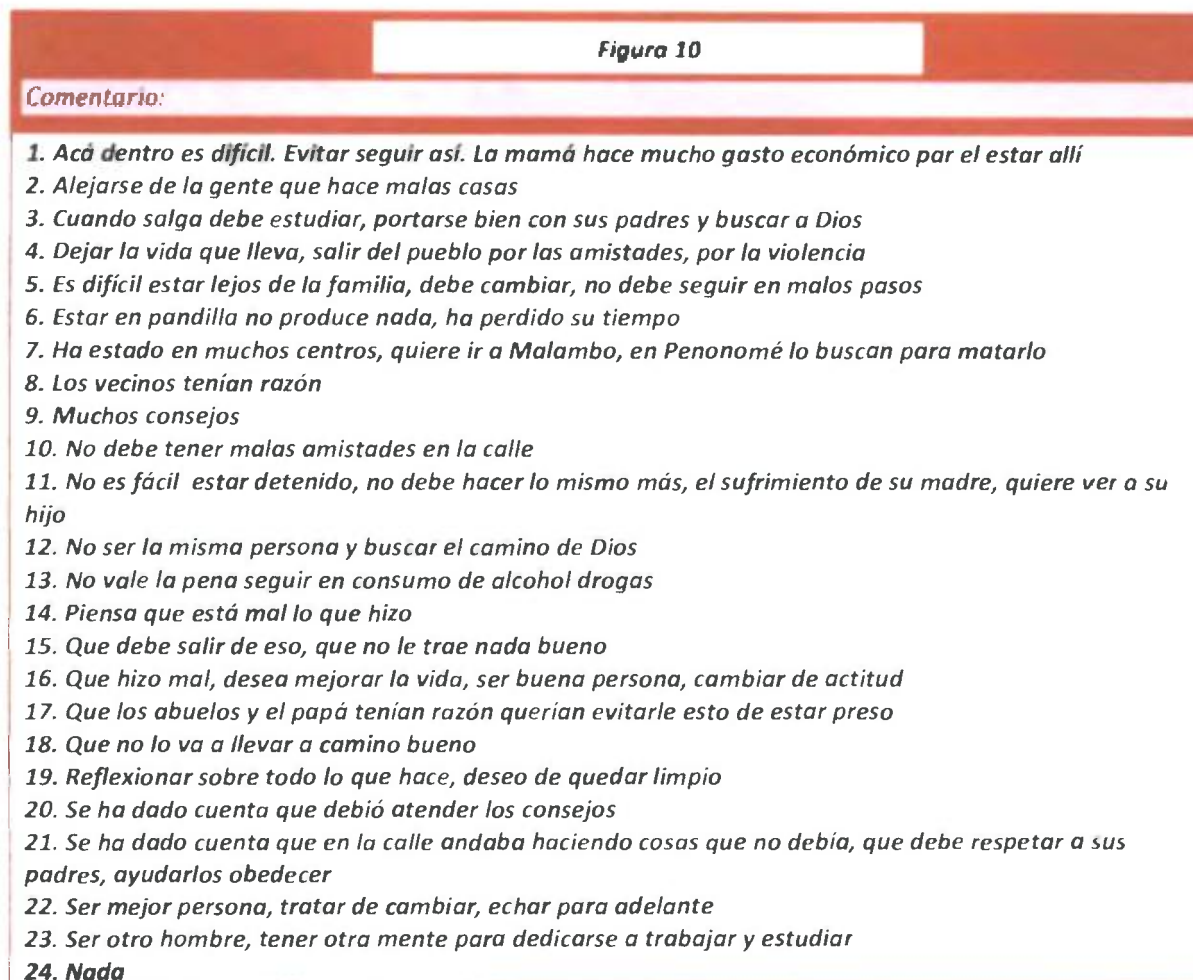 Figura 10
Comentario:
1. Acá dentro es difícil. Evitar seguir así. La mamá hace mucho gasto económico par el estar allí
2. Alejarse de la gente que hace malas casas
3. Cuando salga debe estudiar, portarse bien con sus padres y buscar a Dios
4. Dejar la vida que lleva, salir del pueblo por las amistades, por la violencia
5. Es difícil estar lejos de la familia, debe cambiar, no debe seguir en malos pasos
6. Estar en pandilla no produce nada, ha perdido su tiempo
7. Ha estado en muchos centros, quiere ir a Malambo, en Penonomé lo buscan para matarlo
8. Los vecinos tenían razón
9. Muchos consejos
10. No debe tener malas amistades en la calle
11. No es fácil estar detenido, no debe hacer lo mismo más, el sufrimiento de su madre, quiere ver a su
hijo
12. No ser la misma persona y buscar el camino de Dios
13. No vale la pena seguir en consumo de alcohol drogas
14. Piensa que está mal lo que hizo
15. Que debe salir de eso, que no le trae nada bueno
16. Que hizo mal, desea mejorar la vida, ser buena persona, cambiar de actitud
17. Que los abuelos y el papá tenían razón querían evitarle esto de estar preso
18. Que no lo va a llevar a camino bueno
19. Reflexionar sobre todo lo que hace, deseo de quedar limpio
20. Se ha dado cuenta que debió atender los consejos
21. Se ha dado cuenta que en la calle andaba haciendo cosas que no debía, que debe respetar a sus
padres, ayudarlos obedecer
22. Ser mejor persona, tratar de cambiar, echar para adelante
23. Ser otro hombre, tener otra mente para dedicarse a trabajar y estudiar
24. Nada